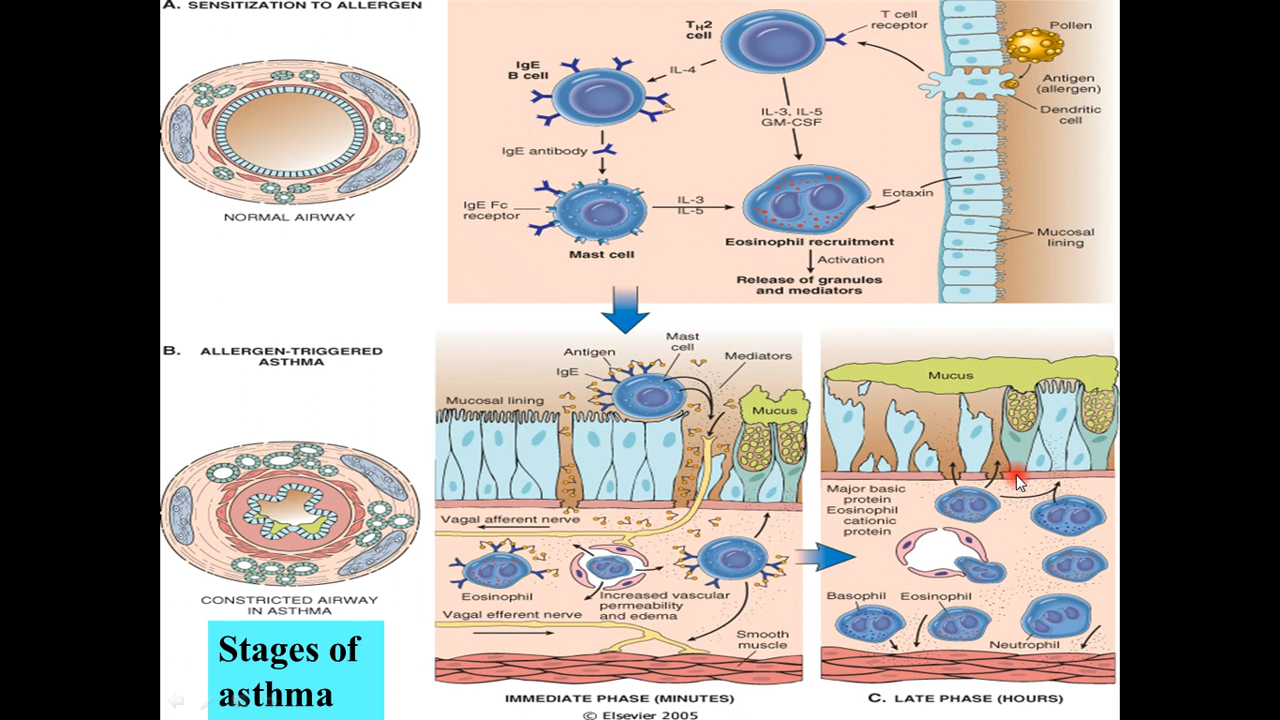 A. SENSITIZATION TO ALLERGEN
NORMAL AIRWAY
TH2
cell
T cell
receptor
Pollen
IgE
B cell
IL-4
Antigen
(allergen)
Dendritic
cell
IL-3, IL-5
GM-CSF
IgE antibody
IgE Fc
receptor
IL-3
IL-5
Eotaxin
Mast cell
Eosinophil recruitment
Activation
Release of granules
and mediators
Mucosal
lining
B. ALLERGEN-TRIGGERED
ASTHMA
CONSTRICTED AIRWAY
IN ASTHMA
Stages of
asthma
Antigen
IgE
Mast
cell
Mediators
Mucosal lining
Mucus
Vagal afferent nerve
Eosinophil
Increased vascular
permeability
and edema
Vagal efferent nerve
Smooth
muscle
IMMEDIATE PHASE (MINUTES)
© Elsevier 2005
Mucus
Major basic
protein
Eosinophil
cationic
protein
Basophil
Eosinophil
Neutrophil
C. LATE PHASE (HOURS)